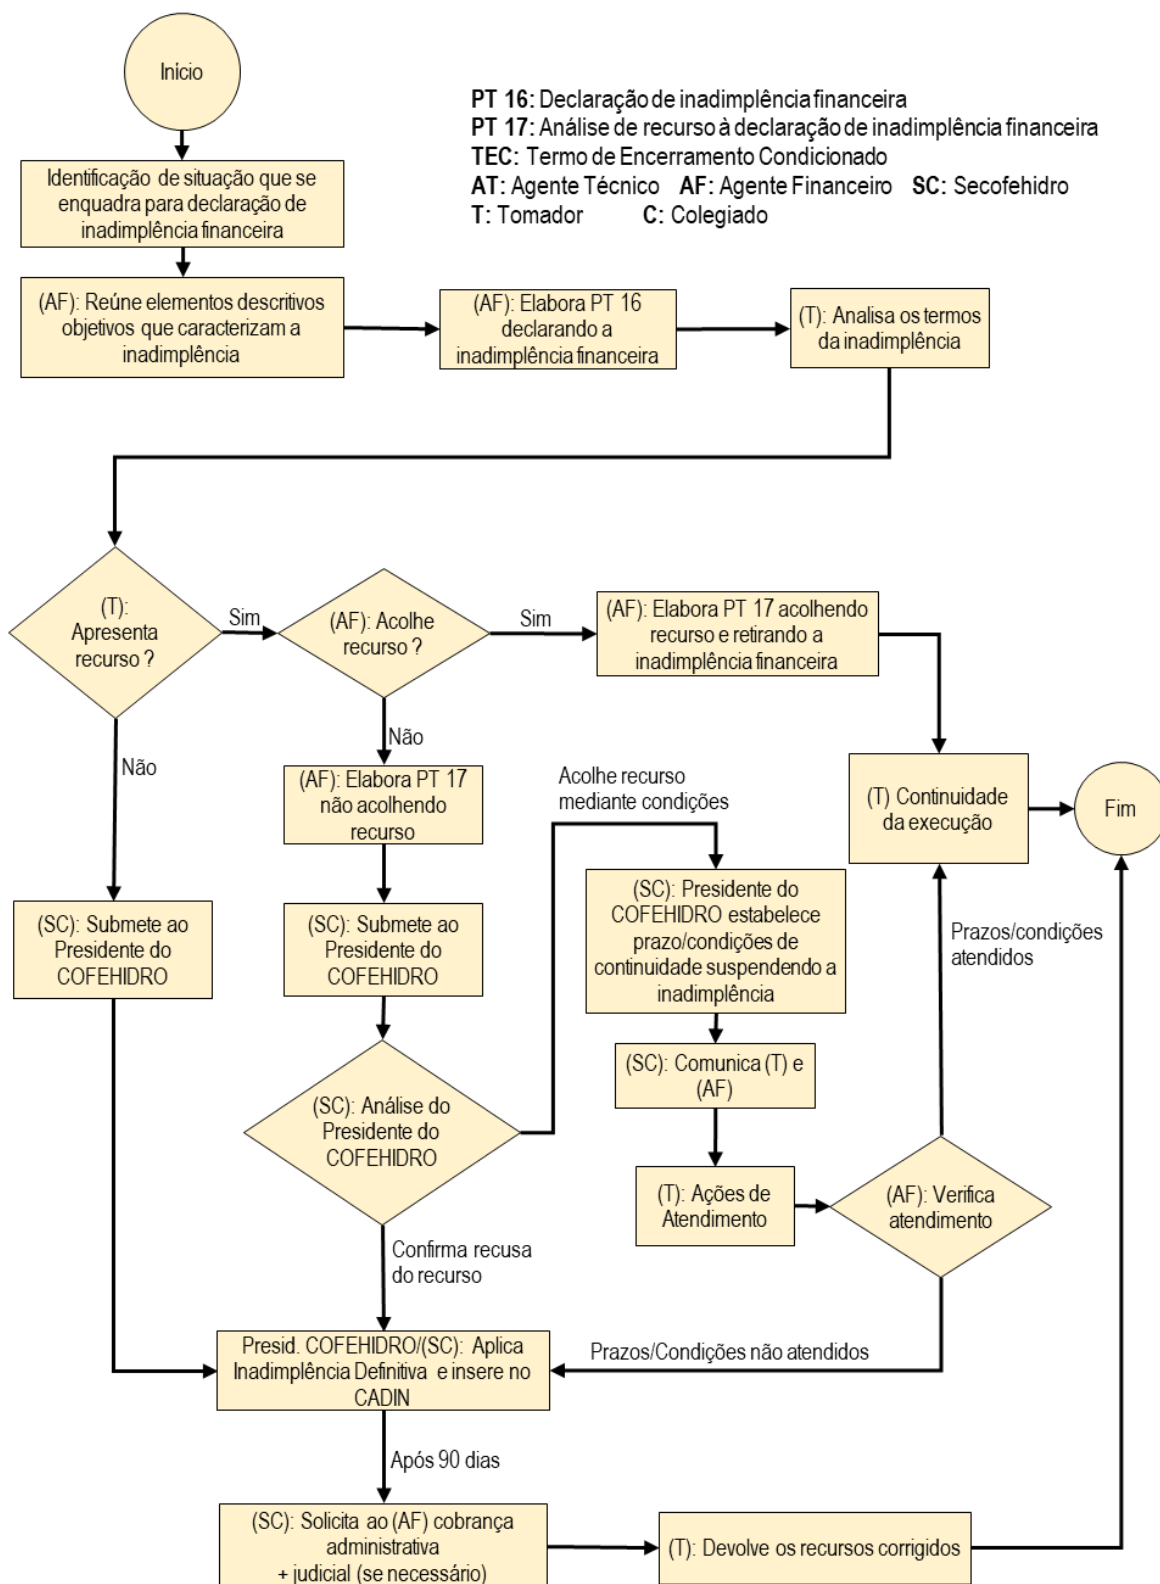 Início
PT 16: Declaração de inadimplência financeira
PT 17: Análise de recurso à declaração de inadimplência financeira
TEC: Termo de Encerramento Condicionado
AT: Agente Técnico AF: Agente Financeiro SC: Secofehidro
T: Tomador C: Colegiado
Identificação de situação que se
enquadra para declaração de
inadimplência financeira
(AF): Reúne elementos descritivos
objetivos que caracterizam a
inadimplência
(AF): Elabora PT 16
declarando a
inadimplência financeira
(T): Analisa os termos
da inadimplência
(T):
Apresenta
recurso ?
Sim
(AF): Acolhe
recurso ?
Sim
(AF): Elabora PT 17 acolhendo
recurso e retirando a
inadimplência financeira
Não
Não
(AF): Elabora PT 17
não acolhendo
recurso
Acolhe recurso
mediante condições
(T) Continuidade
da execução
Fim
(SC): Submete ao
Presidente do
COFEHIDRO
(SC): Submete ao
Presidente do
COFEHIDRO
(SC): Presidente do
COFEHIDRO estabelece
prazo/condições de
continuidade suspendendo a
inadimplência
Prazos/condições
atendidos
(SC): Comunica (T) e
(AF)
(SC): Análise do
Presidente do
COFEHIDRO
(T): Ações de
Atendimento
(AF): Verifica
atendimento
Confirma recusa
do recurso
Presid. COFEHIDRO/(SC): Aplica
Inadimplência Definitiva e insere no
CADIN
Prazos/Condições não atendidos
Após 90 dias
(SC): Solicita ao (AF) cobrança
administrativa
+ judicial (se necessário)
(T): Devolve os recursos corrigidos